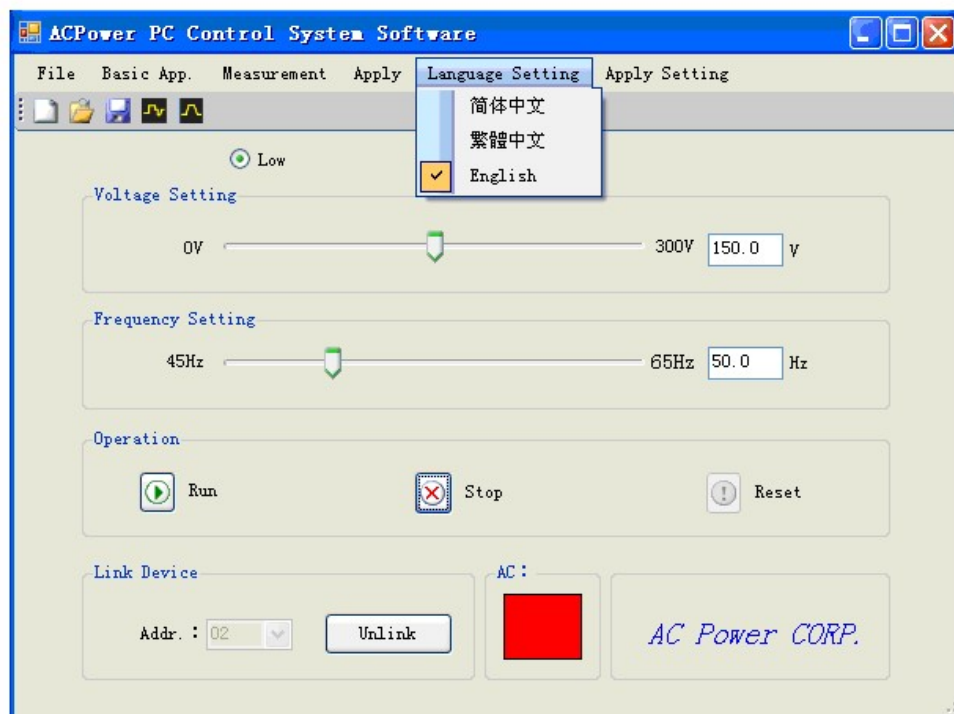 ACPower PC Control System Software
File Basic App. Measurement Apply Language Setting Apply Setting
简体中文
繁體中文
English
Low
Voltage Setting
0V 300V 150.0 V
Frequency Setting
45Hz 65Hz 50.0 Hz
Operation
Run Stop Reset
Link Device AC:
Addr.: 02 Unlink AC Power CORP.